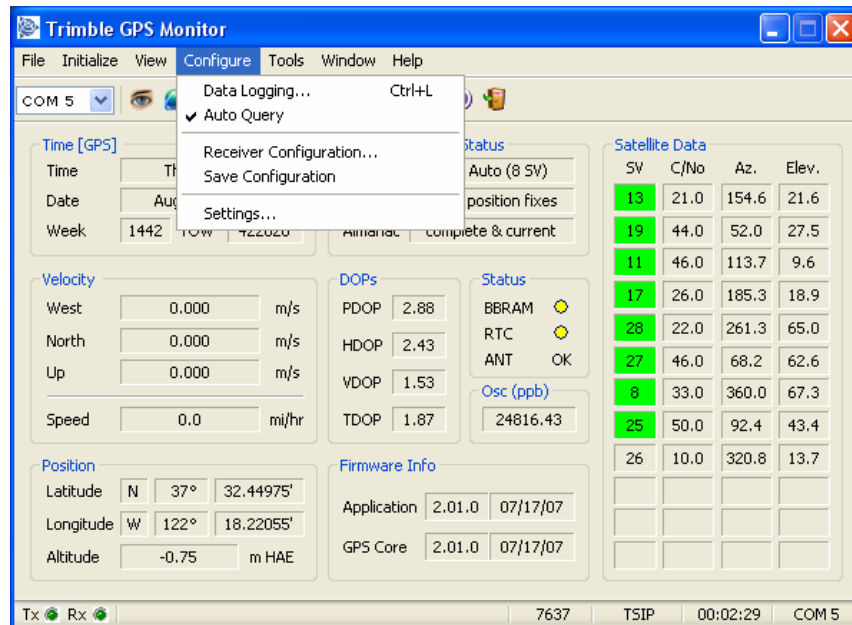 Trimble GPS Monitor
File Initialize View Configure Tools Window Help
COM 5
Data Logging... Ctrl+L
Auto Query
Receiver Configuration...
Save Configuration
Settings...
Time [GPS]
Time
Date
Week 1442 TOW
Status
Auto (8 SV)
position fixes
Almanac complete & current
Velocity
West 0.000 m/s
North 0.000 m/s
Up 0.000 m/s
Speed 0.0 mi/hr
DOPs
PDOP 2.88
HDOP 2.43
VDOP 1.53
TDOP 1.87
Status
BBRAM
RTC
ANT OK
Osc (ppb)
24816.43
Position
Latitude N 37° 32.44975'
Longitude W 122° 18.22055'
Altitude -0.75 m HAE
Firmware Info
Application 2.01.0 07/17/07
GPS Core 2.01.0 07/17/07
Satellite Data
SV C/No Az. Elev.
13 21.0 154.6 21.6
19 44.0 52.0 27.5
11 46.0 113.7 9.6
17 26.0 185.3 18.9
28 22.0 261.3 65.0
27 46.0 68.2 62.6
8 33.0 360.0 67.3
25 50.0 92.4 43.4
26 10.0 320.8 13.7
Tx Rx 7637 TSIP 00:02:29 COM 5